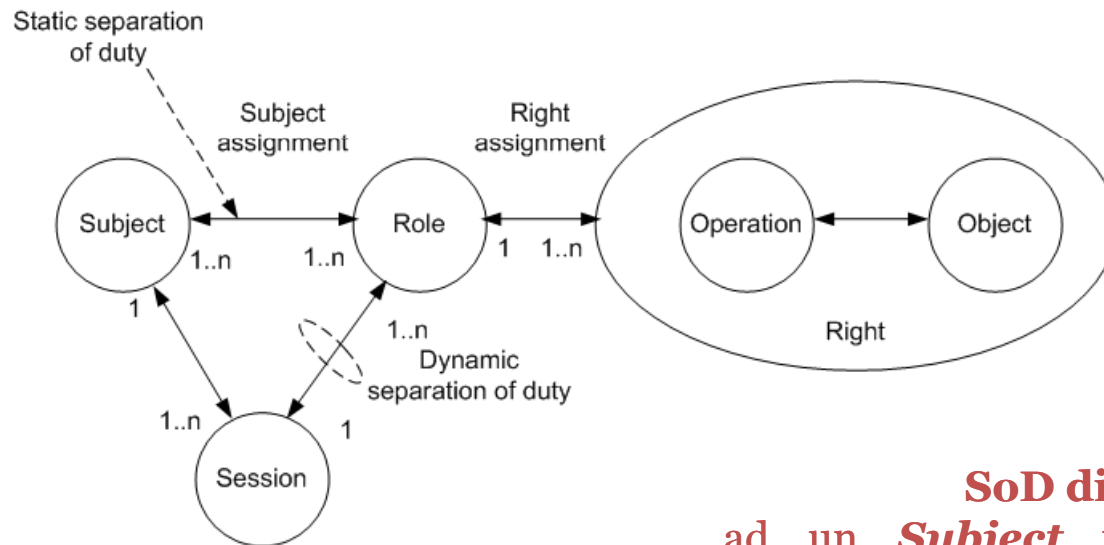 Static separation
of duty
Subject
assignment
Right
assignment
Subject
Role
Operation
Object
1..n
1..n
1
1..n
1
1..n
Right
Dynamic
separation of duty
1..n
1
Session
SoD di
ad un Subject